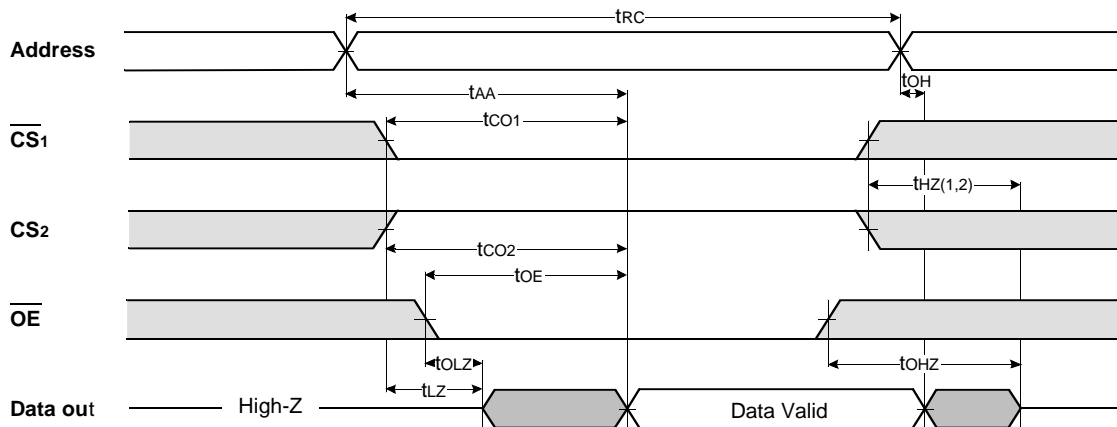 tRC
Address
tOH
tAA
CS1
tCO1
tHZ(1,2)
CS2
tCO2
tOE
OE
tOLZ
tOHZ
tLZ
Data out
High-Z
Data Valid